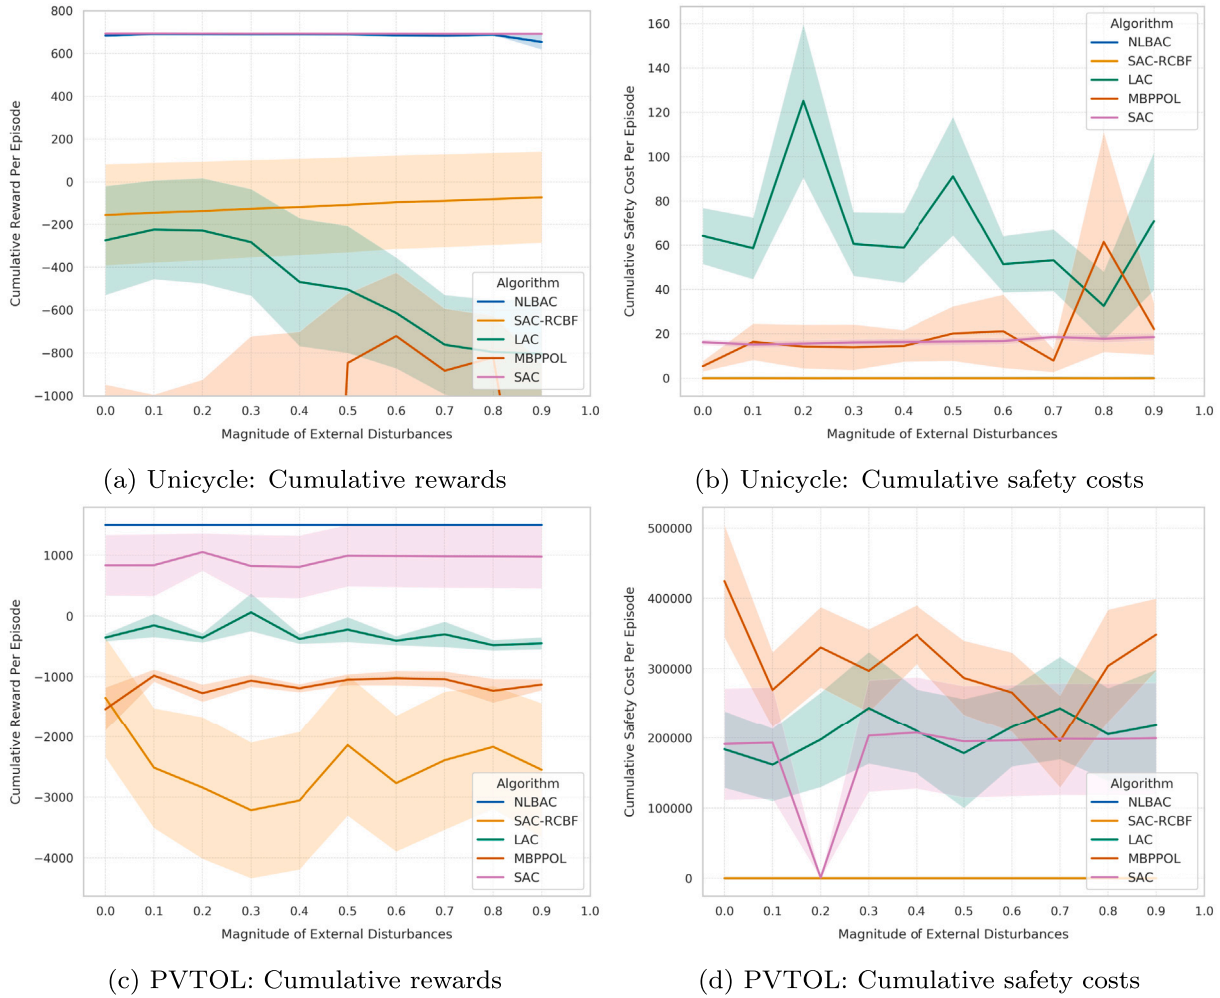 800
600
400
200
0
−200
−400
−600
−800
−1000
Cumulative Reward Per Episode
0.0 0.1 0.2 0.3 0.4 0.5 0.6 0.7 0.8 0.9 1.0
Magnitude of External Disturbances
Algorithm
NLBAC
SAC-RCBF
LAC
MBPPOL
SAC
(a) Unicycle: Cumulative rewards
160
140
120
100
80
60
40
20
0
Cumulative Safety Cost Per Episode
0.0 0.1 0.2 0.3 0.4 0.5 0.6 0.7 0.8 0.9 1.0
Magnitude of External Disturbances
Algorithm
NLBAC
SAC-RCBF
LAC
MBPPOL
SAC
(b) Unicycle: Cumulative safety costs
1000
0
−1000
−2000
−3000
−4000
Cumulative Reward Per Episode
0.0 0.1 0.2 0.3 0.4 0.5 0.6 0.7 0.8 0.9 1.0
Magnitude of External Disturbances
Algorithm
NLBAC
SAC-RCBF
LAC
MBPPOL
SAC
(c) PVTOL: Cumulative rewards
500000
400000
300000
200000
100000
0
Cumulative Safety Cost Per Episode
0.0 0.1 0.2 0.3 0.4 0.5 0.6 0.7 0.8 0.9 1.0
Magnitude of External Disturbances
Algorithm
NLBAC
SAC-RCBF
LAC
MBPPOL
SAC
(d) PVTOL: Cumulative safety costs